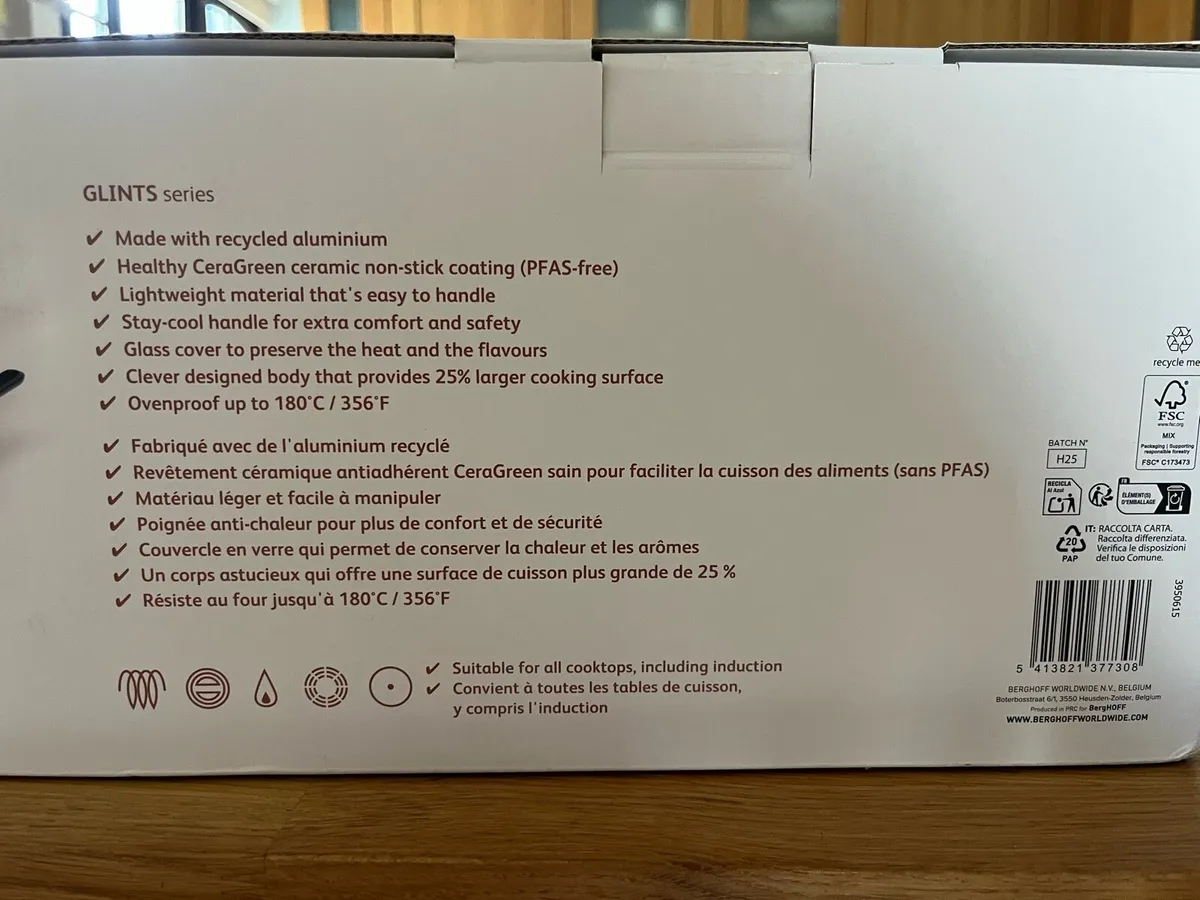 GLINTS series
✔ Made with recycled aluminium
✔ Healthy CeraGreen ceramic non-stick coating (PFAS-free)
✔ Lightweight material that's easy to handle
✔ Stay-cool handle for extra comfort and safety
✔ Glass cover to preserve the heat and the flavours
✔ Clever designed body that provides 25% larger cooking surface
✔ Ovenproof up to 180°C / 356°F
✔ Fabriqué avec de l'aluminium recyclé
✔ Revêtement céramique antiadhérent CeraGreen sain pour faciliter la cuisson des aliments (sans PFAS)
✔ Matériau léger et facile à manipuler
✔ Poignée anti-chaleur pour plus de confort et de sécurité
✔ Couvercle en verre qui permet de conserver la chaleur et les arômes
✔ Un corps astucieux qui offre une surface de cuisson plus grande de 25 %
✔ Résiste au four jusqu'à 180°C / 356°F
✔ Suitable for all cooktops, including induction
✔ Convient à toutes les tables de cuisson,
y compris l'induction
recycle me
FSC
www.fsc.org
MIX
Packaging | Supporting
responsible forestry
FSC® C173473
BATCH N°
H25
RECICLA
Al Azul
FR
ÉLÉMENT(S)
D'EMBALLAGE
20
PAP
IT: RACCOLTA CARTA.
Raccolta differenziata.
Verifica le disposizioni
del tuo Comune.
3950615
5 413821 377308
BERGHOFF WORLDWIDE N.V., BELGIUM
Boterbosstraat 6/1, 3550 Heusden-Zolder, Belgium
Produced in PRC for BergHOFF
WWW.BERGHOFFWORLDWIDE.COM